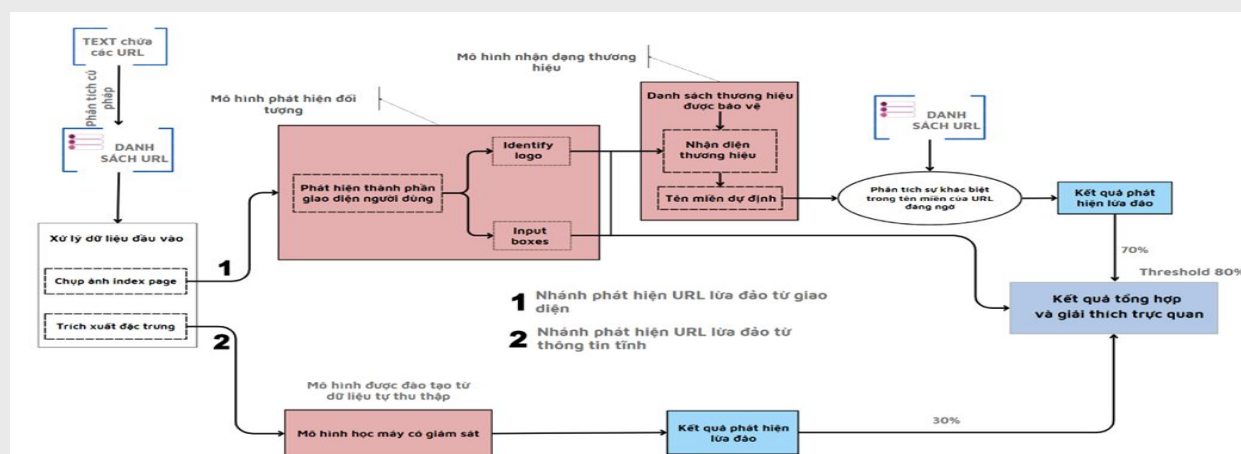 TEXT chứa
các URL
Phân tích cú
pháp
DANH
SÁCH URL
Xử lý dữ liệu đầu vào
Chụp ảnh index page
Trích xuất đặc trưng
1
2
Mô hình phát hiện đối
tượng
Phát hiện thành phần
giao diện người dùng
Identify
logo
Input
boxes
Mô hình nhận dạng thương
hiệu
Danh sách thương hiệu
được bảo vệ
Nhận diện
thương hiệu
Tên miền dự định
DANH
SÁCH URL
Phân tích sự khác biệt
trong tên miền của URL
đáng ngờ
Kết quả phát
hiện lừa đảo
70%
Threshold 80%
Kết quả tổng hợp
và giải thích trực quan
1 Nhánh phát hiện URL lừa đảo từ giao
diện
2 Nhánh phát hiện URL lừa đảo từ
thông tin tĩnh
Mô hình được đào tạo từ
dữ liệu tự thu thập
Mô hình học máy có giám sát
Kết quả phát hiện
lừa đảo
30%